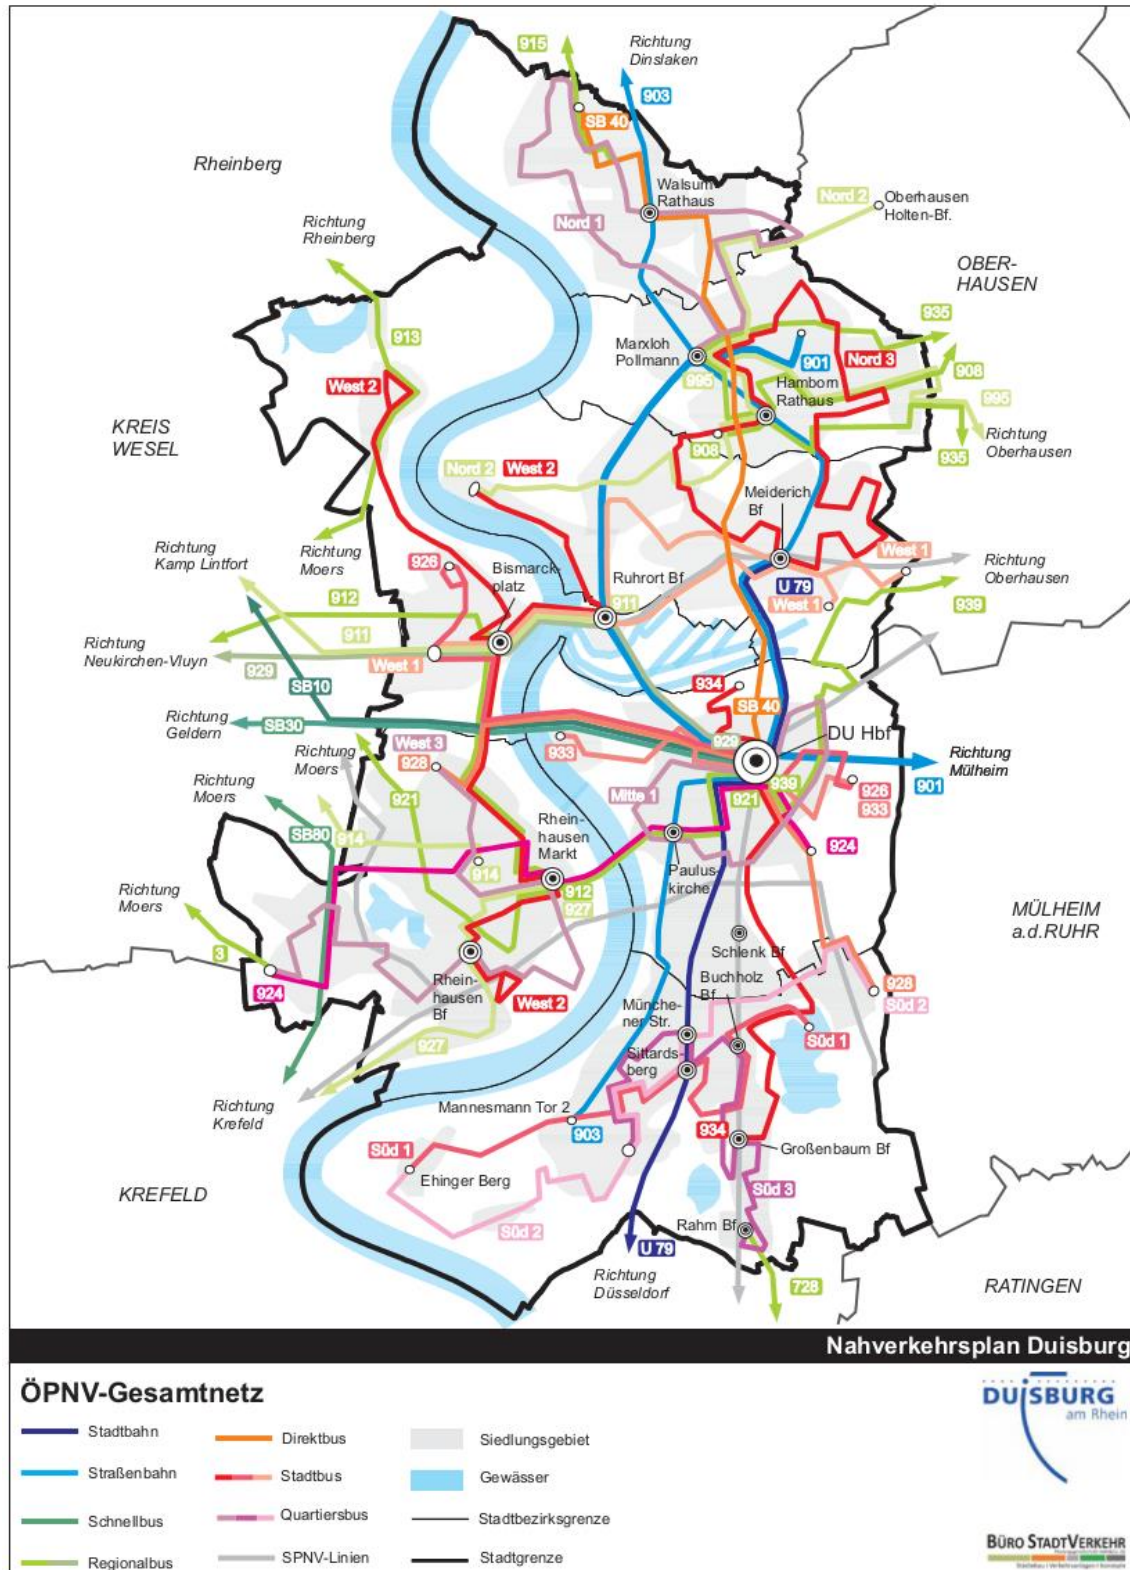 915
Richtung
Dinslaken
903
SB 40
Rheinberg
Walsum
Rathaus
Nord 2
Oberhausen
Holten-Bf.
Nord 1
Richtung
Rheinberg
OBER-
HAUSEN
913
935
Marxloh
Pollmann
901
Nord 3
West 2
995
908
Hamborn
Rathaus
995
KREIS
WESEL
Richtung
Oberhausen
908
935
Nord 2
West 2
Meiderich
Bf
Richtung
Moers
Richtung
Kamp Lintfort
926
Bismarck-
platz
Ruhrort Bf
West 1
Richtung
Oberhausen
U 79
912
911
West 1
939
911
Richtung
Neukirchen-Vluyn
West 1
929
SB10
934
SB 40
Richtung
Geldern
SB30
DU Hbf
929
933
Richtung
Moers
West 3
928
Richtung
Mülheim
Richtung
Moers
939
926
901
921
Mitte 1
921
933
SB80
Rhein-
hausen
Markt
914
924
914
Paulus-
kirche
912
Richtung
Moers
927
MÜLHEIM
a.d.RUHR
3
Schlenk Bf
Rhein-
hausen
Bf
Buchholz
Bf
924
West 2
928
Süd 2
Münche-
ner Str.
927
Süd 1
Sittards-
berg
Richtung
Krefeld
Mannesmann Tor 2
903
934
Großenbaum Bf
Süd 1
Ehinger Berg
KREFELD
Süd 3
Süd 2
Rahm Bf
U 79
Richtung
Düsseldorf
728
RATINGEN
Nahverkehrsplan Duisburg
ÖPNV-Gesamtnetz
DUISBURG
am Rhein
Stadtbahn
Direktbus
Siedlungsgebiet
Straßenbahn
Stadtbus
Gewässer
Schnellbus
Quartiersbus
Stadtbezirksgrenze
Regionalbus
SPNV-Linien
Stadtgrenze
BÜRO STADTVERKEHR